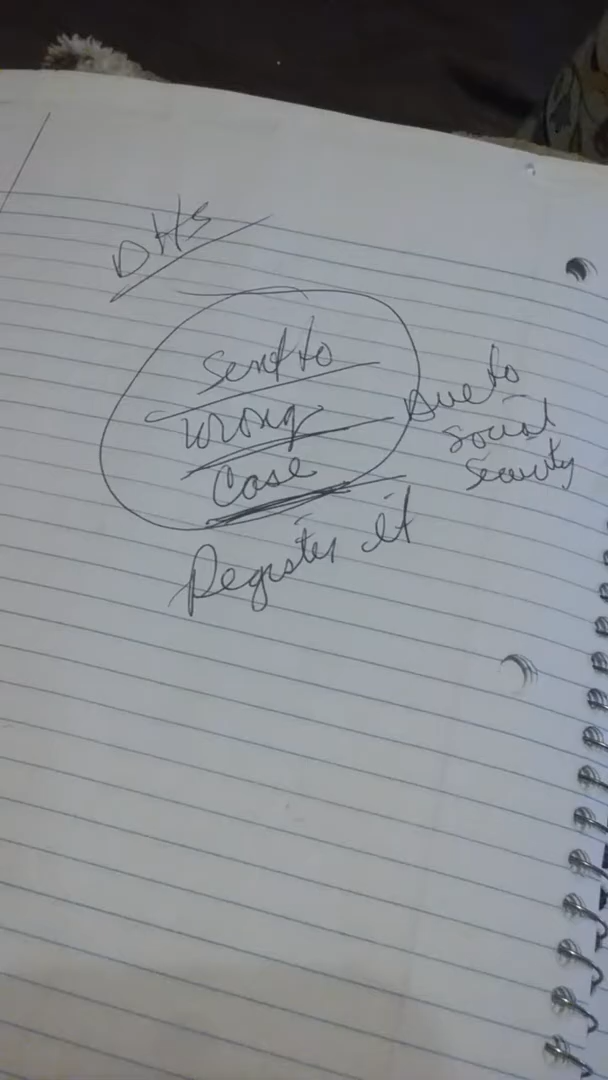 DHS
Sent to
wrong
Case
Due to
Social
Security
Register it